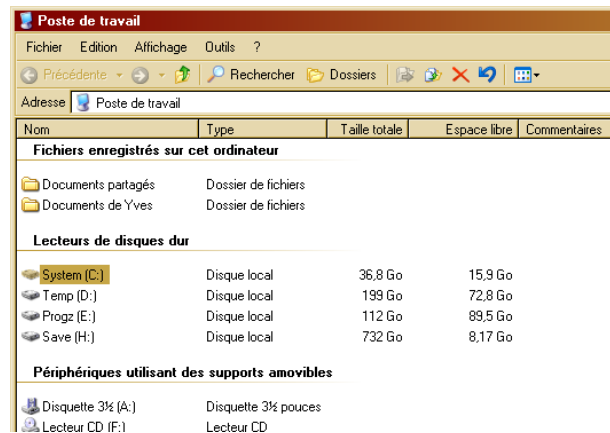 Poste de travail
Fichier Edition Affichage Outils ?
Précédente Rechercher Dossiers
Adresse Poste de travail
Nom Type Taille totale Espace libre Commentaires
Fichiers enregistrés sur cet ordinateur
Documents partagés Dossier de fichiers
Documents de Yves Dossier de fichiers
Lecteurs de disques dur
System (C:) Disque local 36,8 Go 15,9 Go
Temp (D:) Disque local 199 Go 72,8 Go
Progz (E:) Disque local 112 Go 89,5 Go
Save (H:) Disque local 732 Go 8,17 Go
Périphériques utilisant des supports amovibles
Disquette 3½ (A:) Disquette 3½ pouces
Lecteur CD (F:) Lecteur CD